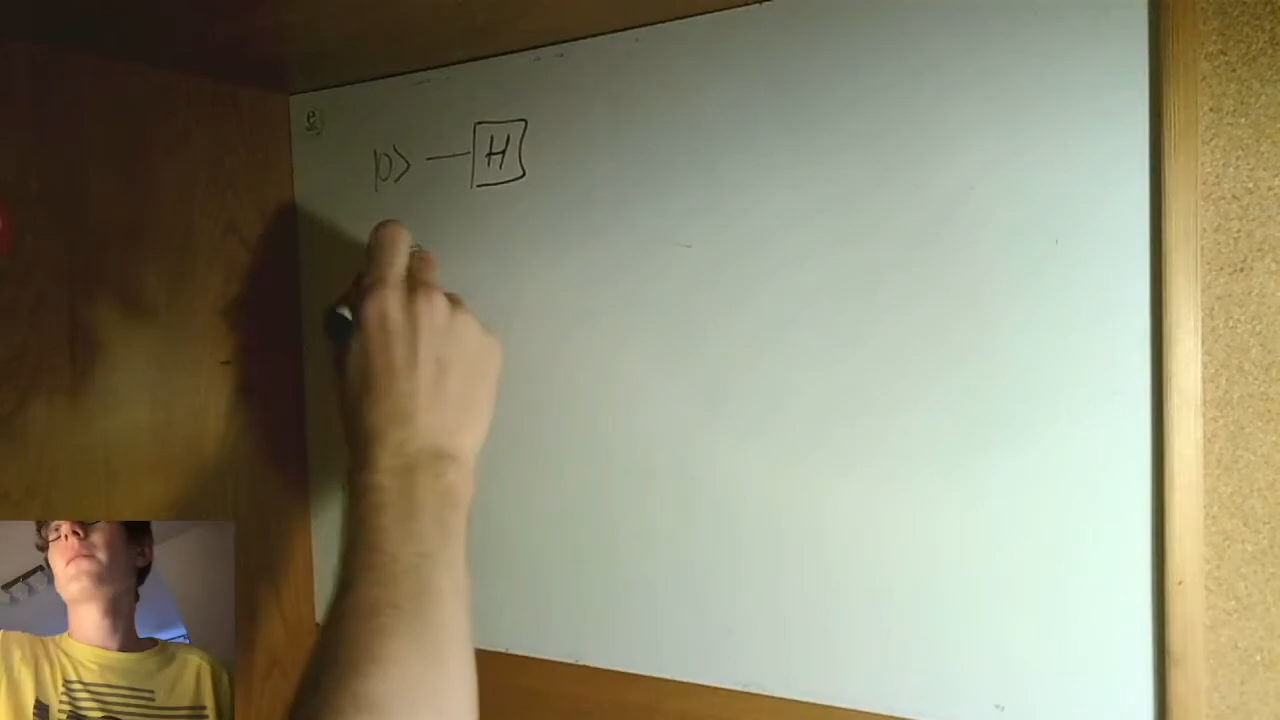 |0⟩ — H